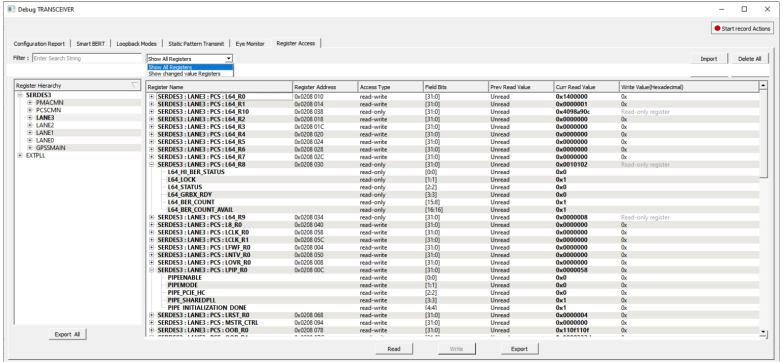 Debug TRANSCEIVER
Start record Actions
Configuration Report | Smart BERT | Loopback Modes | Static Pattern Transmit | Eye Monitor | Register Access
Filter : Enter Search String Show All Registers Import Delete All
Show All Registers
Show changed value Registers
Register Hierarchy
SERDES3
PMACMN
PCSCMN
LANE3
LANE2
LANE1
LANE0
GPSSMAIN
EXTPLL
Export All
Register Name Register Address Access Type Field Bits Prev Read Value Curr Read Value Write Value(Hexadecimal)
SERDES3 : LANE3 : PCS : L64_R0 0x0208 010 read-write [31:0] Unread 0x1400000 0x
SERDES3 : LANE3 : PCS : L64_R1 0x0208 014 read-write [31:0] Unread 0x0000001 0x
SERDES3 : LANE3 : PCS : L64_R10 0x0208 038 read-only [31:0] Unread 0x4098a90c Read-only register
SERDES3 : LANE3 : PCS : L64_R2 0x0208 018 read-write [31:0] Unread 0x0000000 0x
SERDES3 : LANE3 : PCS : L64_R3 0x0208 01C read-write [31:0] Unread 0x0000000 0x
SERDES3 : LANE3 : PCS : L64_R4 0x0208 020 read-write [31:0] Unread 0x0000000 0x
SERDES3 : LANE3 : PCS : L64_R5 0x0208 024 read-write [31:0] Unread 0x0000000 0x
SERDES3 : LANE3 : PCS : L64_R6 0x0208 028 read-write [31:0] Unread 0x0000000 0x
SERDES3 : LANE3 : PCS : L64_R7 0x0208 02C read-write [31:0] Unread 0x0000000 0x
SERDES3 : LANE3 : PCS : L64_R8 0x0208 030 read-only [31:0] Unread 0x0010102 Read-only register
L64_HI_BER_STATUS read-only [0:0] Unread 0x0
L64_LOCK read-only [1:1] Unread 0x1
L64_STATUS read-only [2:2] Unread 0x0
L64_GRBX_RDY read-only [3:3] Unread 0x0
L64_BER_COUNT read-only [15:8] Unread 0x1
L64_BER_COUNT_AVAIL read-only [16:16] Unread 0x1
SERDES3 : LANE3 : PCS : L64_R9 0x0208 034 read-only [31:0] Unread 0x0000008 Read-only register
SERDES3 : LANE3 : PCS : L8_R0 0x0208 040 read-write [31:0] Unread 0x0000000 0x
SERDES3 : LANE3 : PCS : LCLK_R0 0x0208 058 read-write [31:0] Unread 0x0000000 0x
SERDES3 : LANE3 : PCS : LCLK_R1 0x0208 05C read-write [31:0] Unread 0x0000000 0x
SERDES3 : LANE3 : PCS : LFWF_R0 0x0208 004 read-write [31:0] Unread 0x0000000 0x
SERDES3 : LANE3 : PCS : LNTV_R0 0x0208 050 read-write [31:0] Unread 0x0000000 0x
SERDES3 : LANE3 : PCS : LOVR_R0 0x0208 008 read-write [31:0] Unread 0x0000000 0x
SERDES3 : LANE3 : PCS : LPIP_R0 0x0208 00C read-write [31:0] Unread 0x0000058 0x
PIPEENABLE read-write [0:0] Unread 0x0 0x
PIPEMODE read-write [1:1] Unread 0x0 0x
PIPE_PCIE_HC read-write [2:2] Unread 0x0 0x
PIPE_SHAREDPLL read-write [3:3] Unread 0x1 0x
PIPE_INITIALIZATION_DONE read-write [4:4] Unread 0x1 0x
SERDES3 : LANE3 : PCS : LRST_R0 0x0208 068 read-write [31:0] Unread 0x0000004 0x
SERDES3 : LANE3 : PCS : MSTR_CTRL 0x0208 094 read-write [31:0] Unread 0x0000000 0x
SERDES3 : LANE3 : PCS : OOB_R0 0x0208 078 read-write [31:0] Unread 0x110f110f 0x
Read Write Export